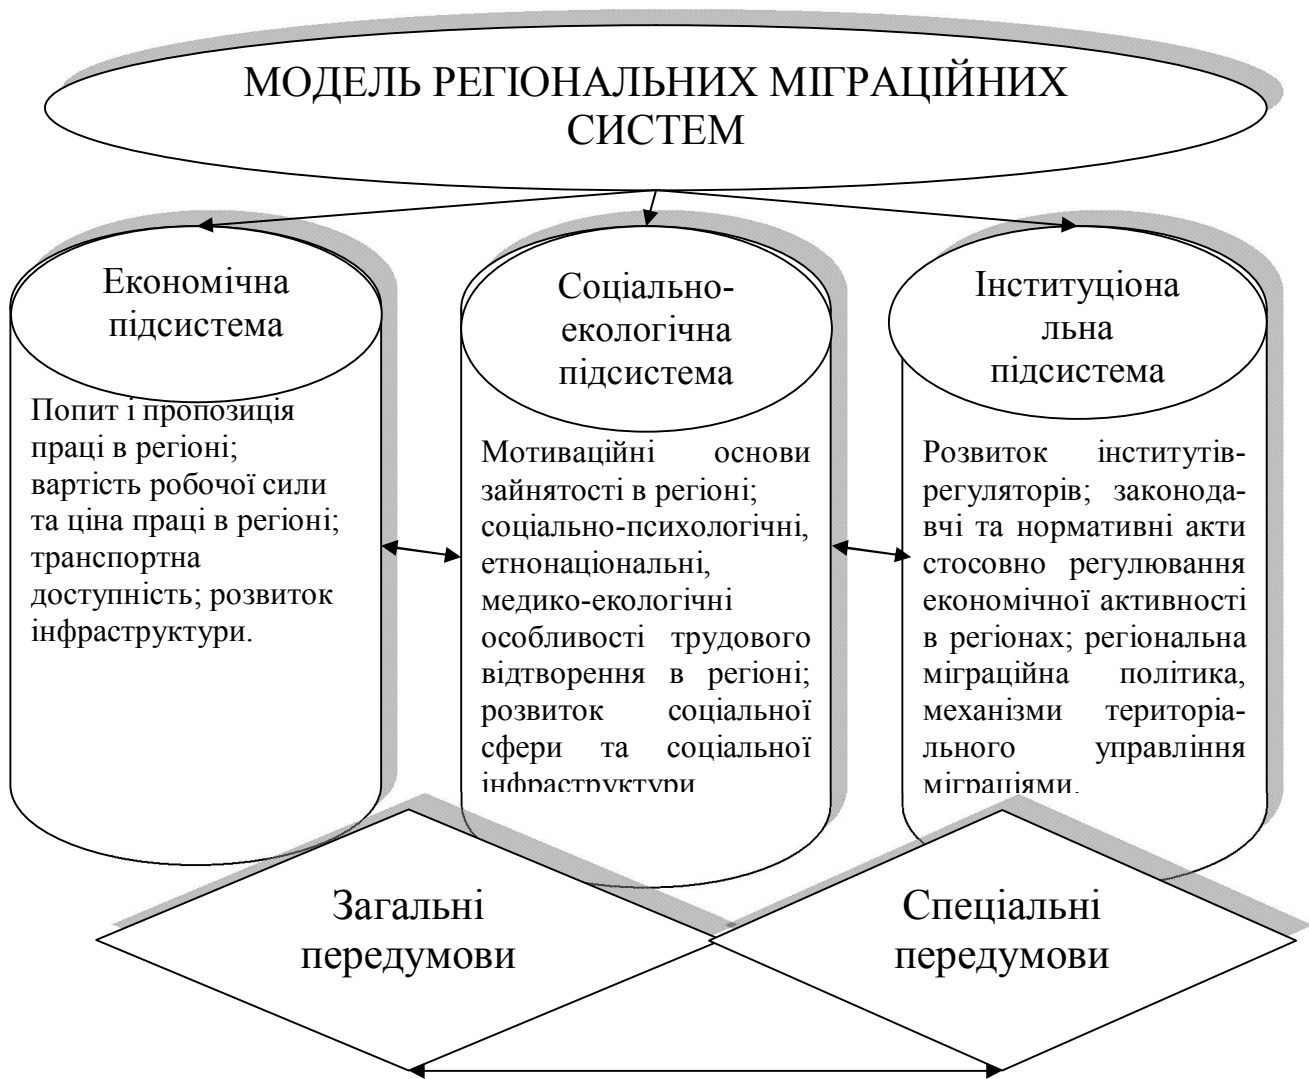 МОДЕЛЬ РЕГІОНАЛЬНИХ МІГРАЦІЙНИХ
СИСТЕМ
Економічна
підсистема
Попит і пропозиція
праці в регіоні;
вартість робочої сили
та ціна праці в регіоні;
транспортна
доступність; розвиток
інфраструктури.
Соціально-
екологічна
підсистема
Мотиваційні основи
зайнятості в регіоні;
соціально-психологічні,
етнонаціональні,
медико-екологічні
особливості трудового
відтворення в регіоні;
розвиток соціальної
сфери та соціальної
інфраструктури
Інституціона
льна
підсистема
Розвиток інститутів-
регуляторів; законода-
вчі та нормативні акти
стосовно регулювання
економічної активності
в регіонах; регіональна
міграційна політика,
механізми територіа-
льного управління
міграціями.
Загальні
передумови
Спеціальні
передумови